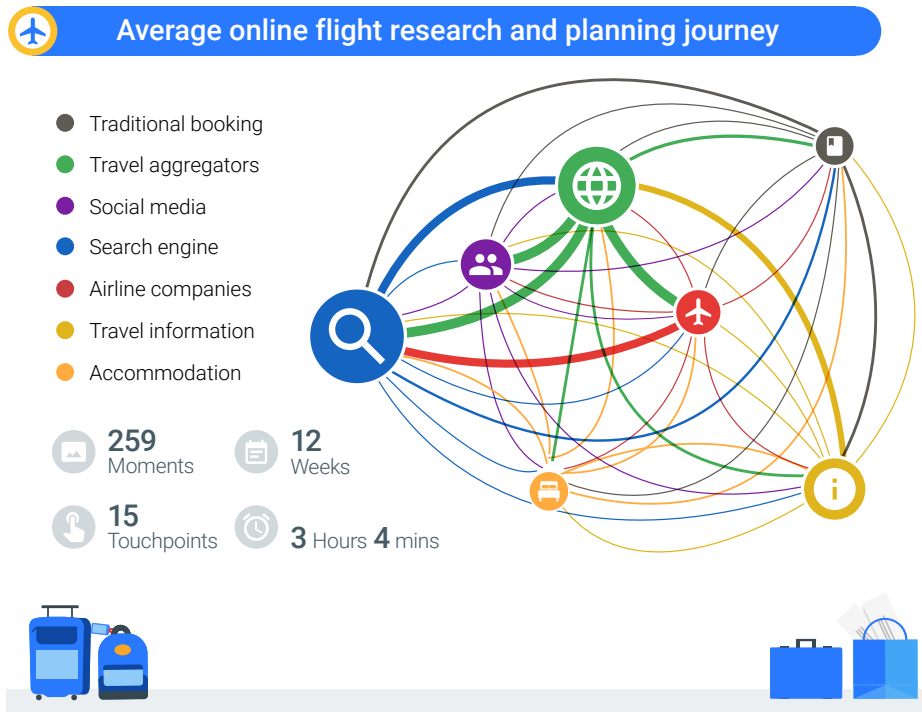 Average online flight research and planning journey
Traditional booking
Travel aggregators
Social media
Search engine
Airline companies
Travel information
Accommodation
259
Moments
12
Weeks
15
Touchpoints
3 Hours 4 mins
i